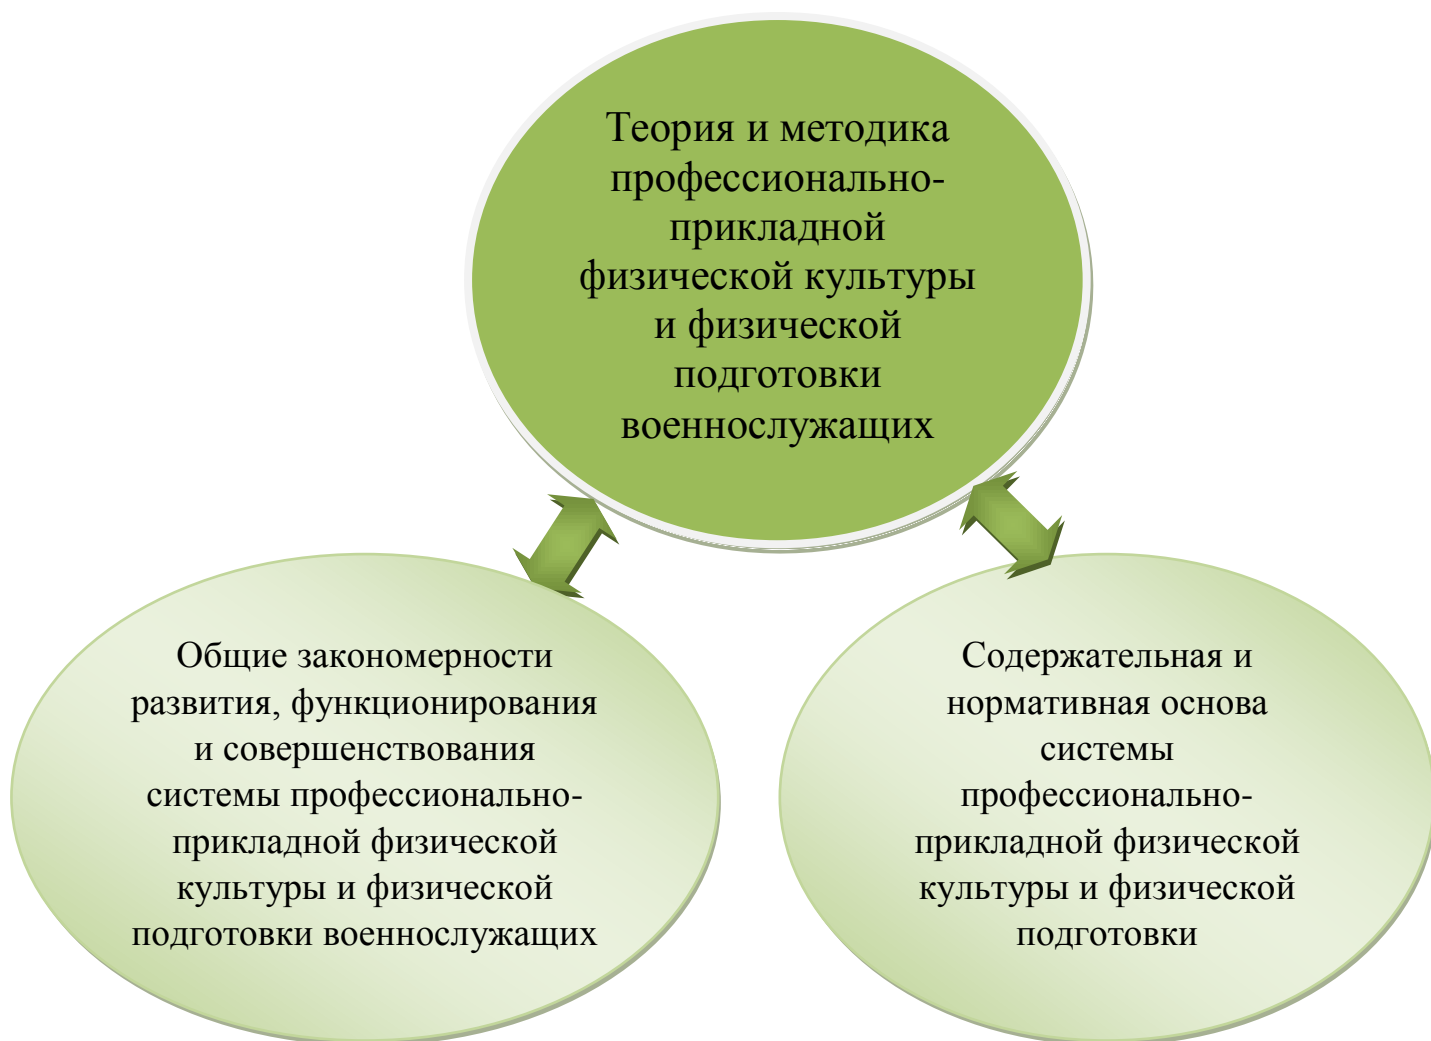 Теория и методика
профессионально-
прикладной
физической культуры
и физической
подготовки
военнослужащих
Общие закономерности
развития, функционирования
и совершенствования
системы профессионально-
прикладной физической
культуры и физической
подготовки военнослужащих
Содержательная и
нормативная основа
системы
профессионально-
прикладной физической
культуры и физической
подготовки